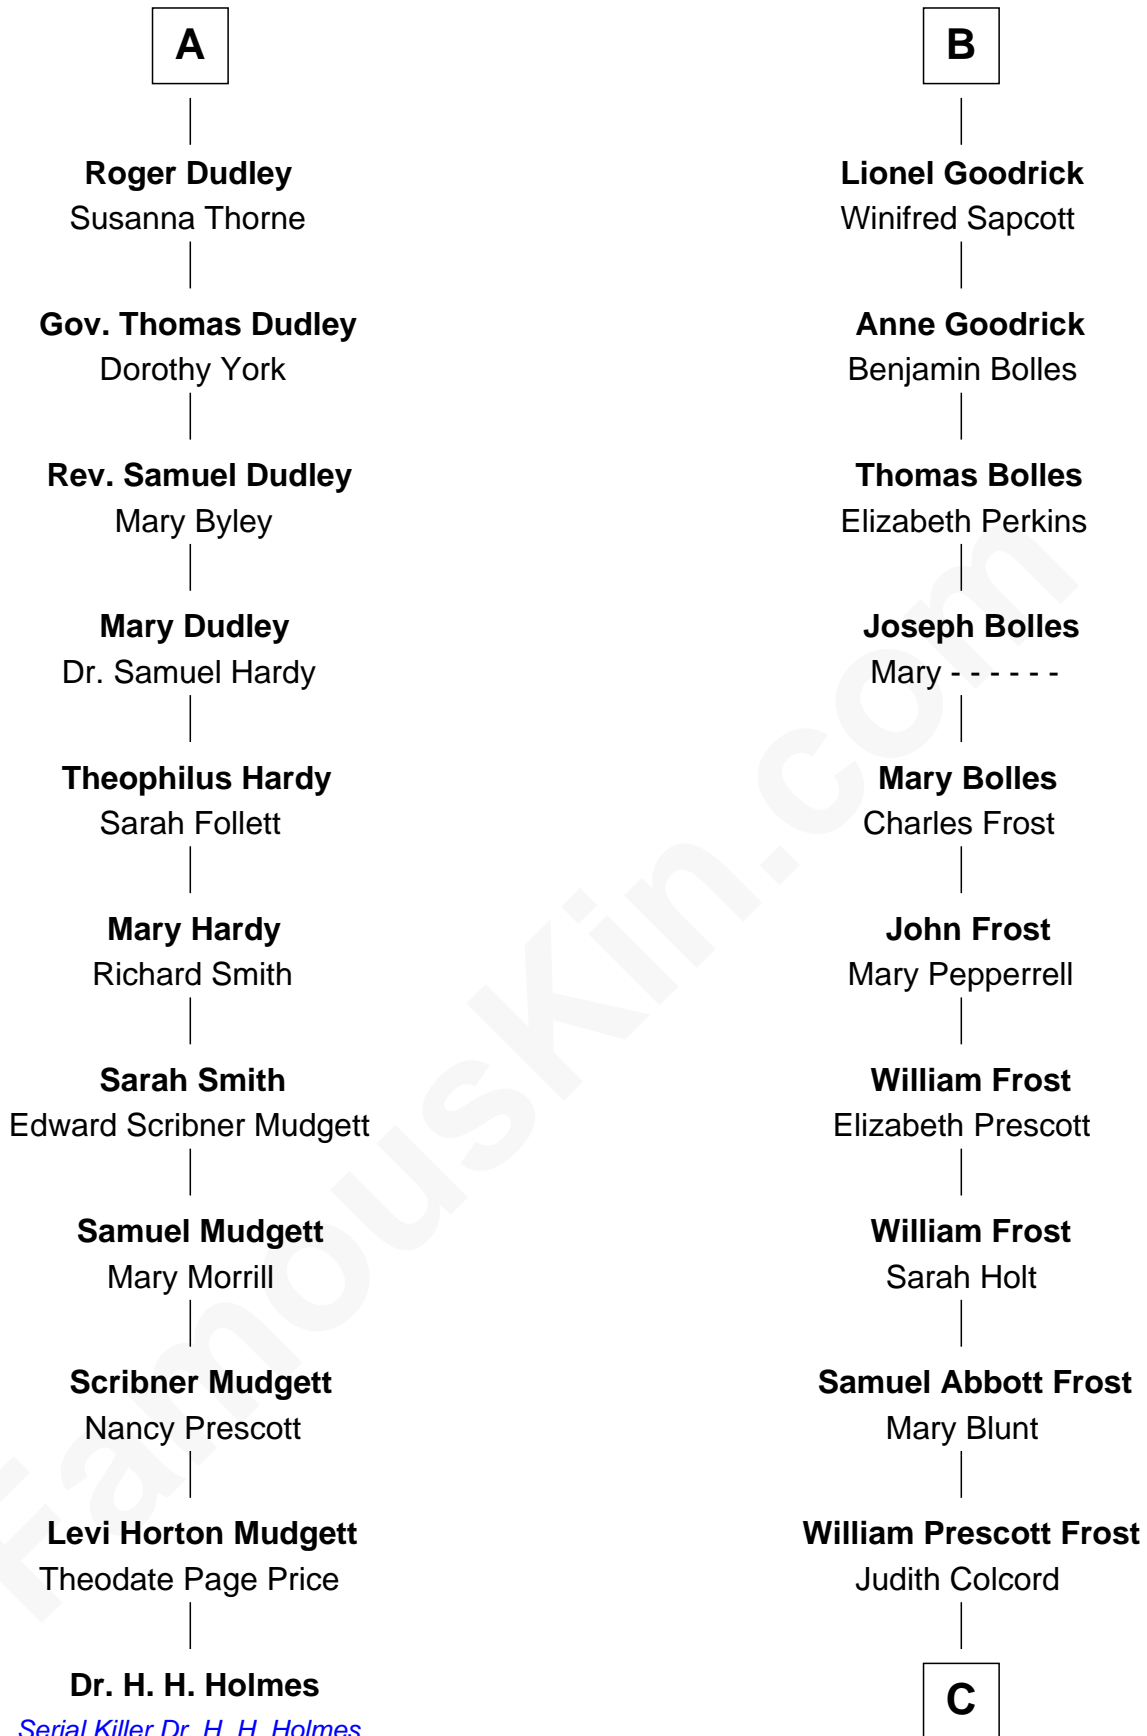 A
Roger Dudley
Susanna Thorne
Gov. Thomas Dudley
Dorothy York
Rev. Samuel Dudley
Mary Byley
Mary Dudley
Dr. Samuel Hardy
Theophilus Hardy
Sarah Follett
Mary Hardy
Richard Smith
Sarah Smith
Edward Scribner Mudgett
Samuel Mudgett
Mary Morrill
Scribner Mudgett
Nancy Prescott
Levi Horton Mudgett
Theodate Page Price
Dr. H. H. Holmes
Serial Killer Dr. H. H. Holmes
B
Lionel Goodrick
Winifred Sapcott
Anne Goodrick
Benjamin Bolles
Thomas Bolles
Elizabeth Perkins
Joseph Bolles
Mary - - - - - -
Mary Bolles
Charles Frost
John Frost
Mary Pepperrell
William Frost
Elizabeth Prescott
William Frost
Sarah Holt
Samuel Abbott Frost
Mary Blunt
William Prescott Frost
Judith Colcord
C
FamousKin.com